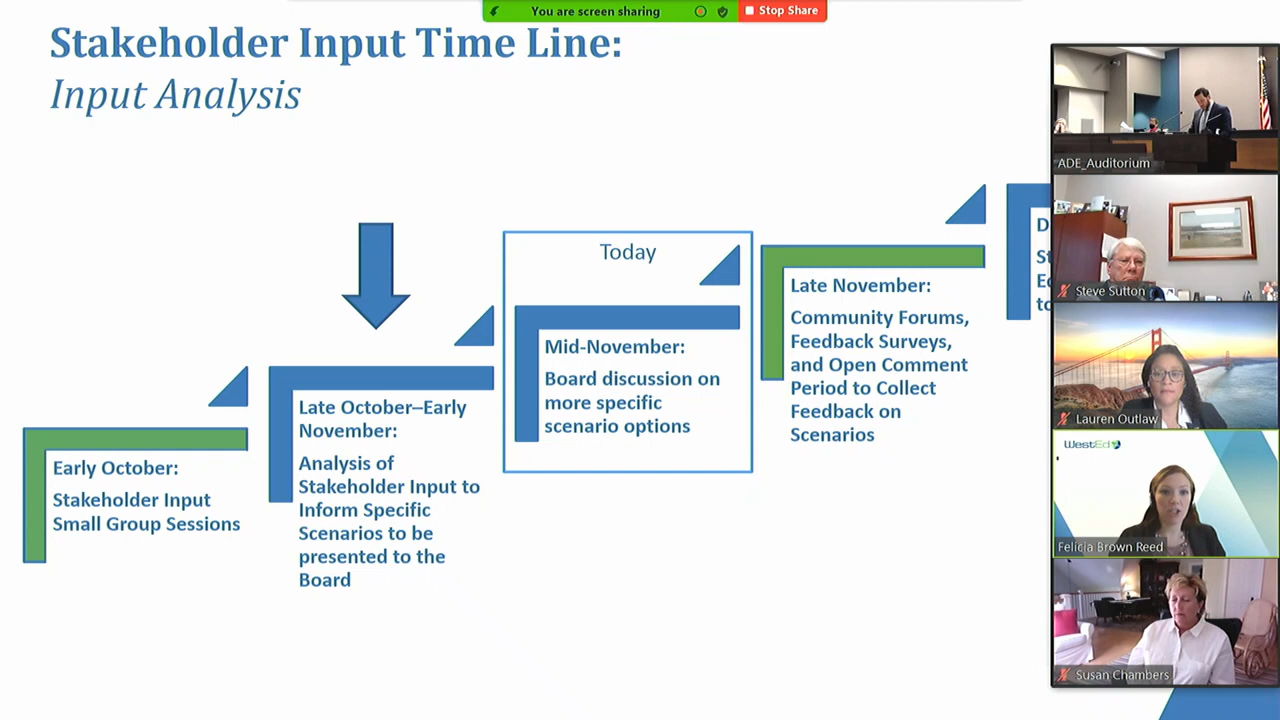 You are screen sharing
Stop Share
Stakeholder Input Time Line:
Input Analysis
Early October:
Stakeholder Input
Small Group Sessions
Late October–Early
November:
Analysis of
Stakeholder Input to
Inform Specific
Scenarios to be
presented to the
Board
Today
Mid-November:
Board discussion on
more specific
scenario options
Late November:
Community Forums,
Feedback Surveys,
and Open Comment
Period to Collect
Feedback on
Scenarios
D
St
Ed
to
ADE_Auditorium
Steve Sutton
Lauren Outlaw
WestEd
Felicia Brown Reed
Susan Chambers